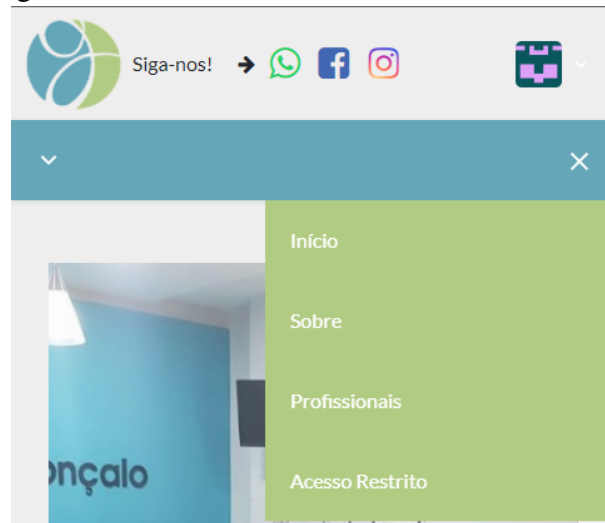 Siga-nos!
Início
Sobre
Profissionais
onçalo
Acesso Restrito